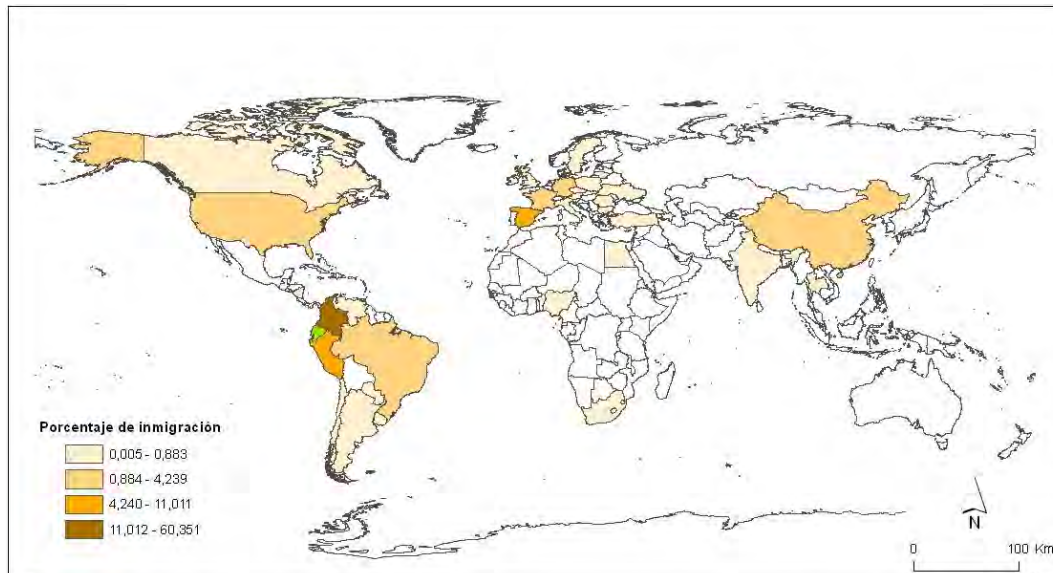 Porcentaje de inmigración
0,005 - 0,883
0,884 - 4,239
4,240 - 11,011
11,012 - 60,351
N
0 100 Km